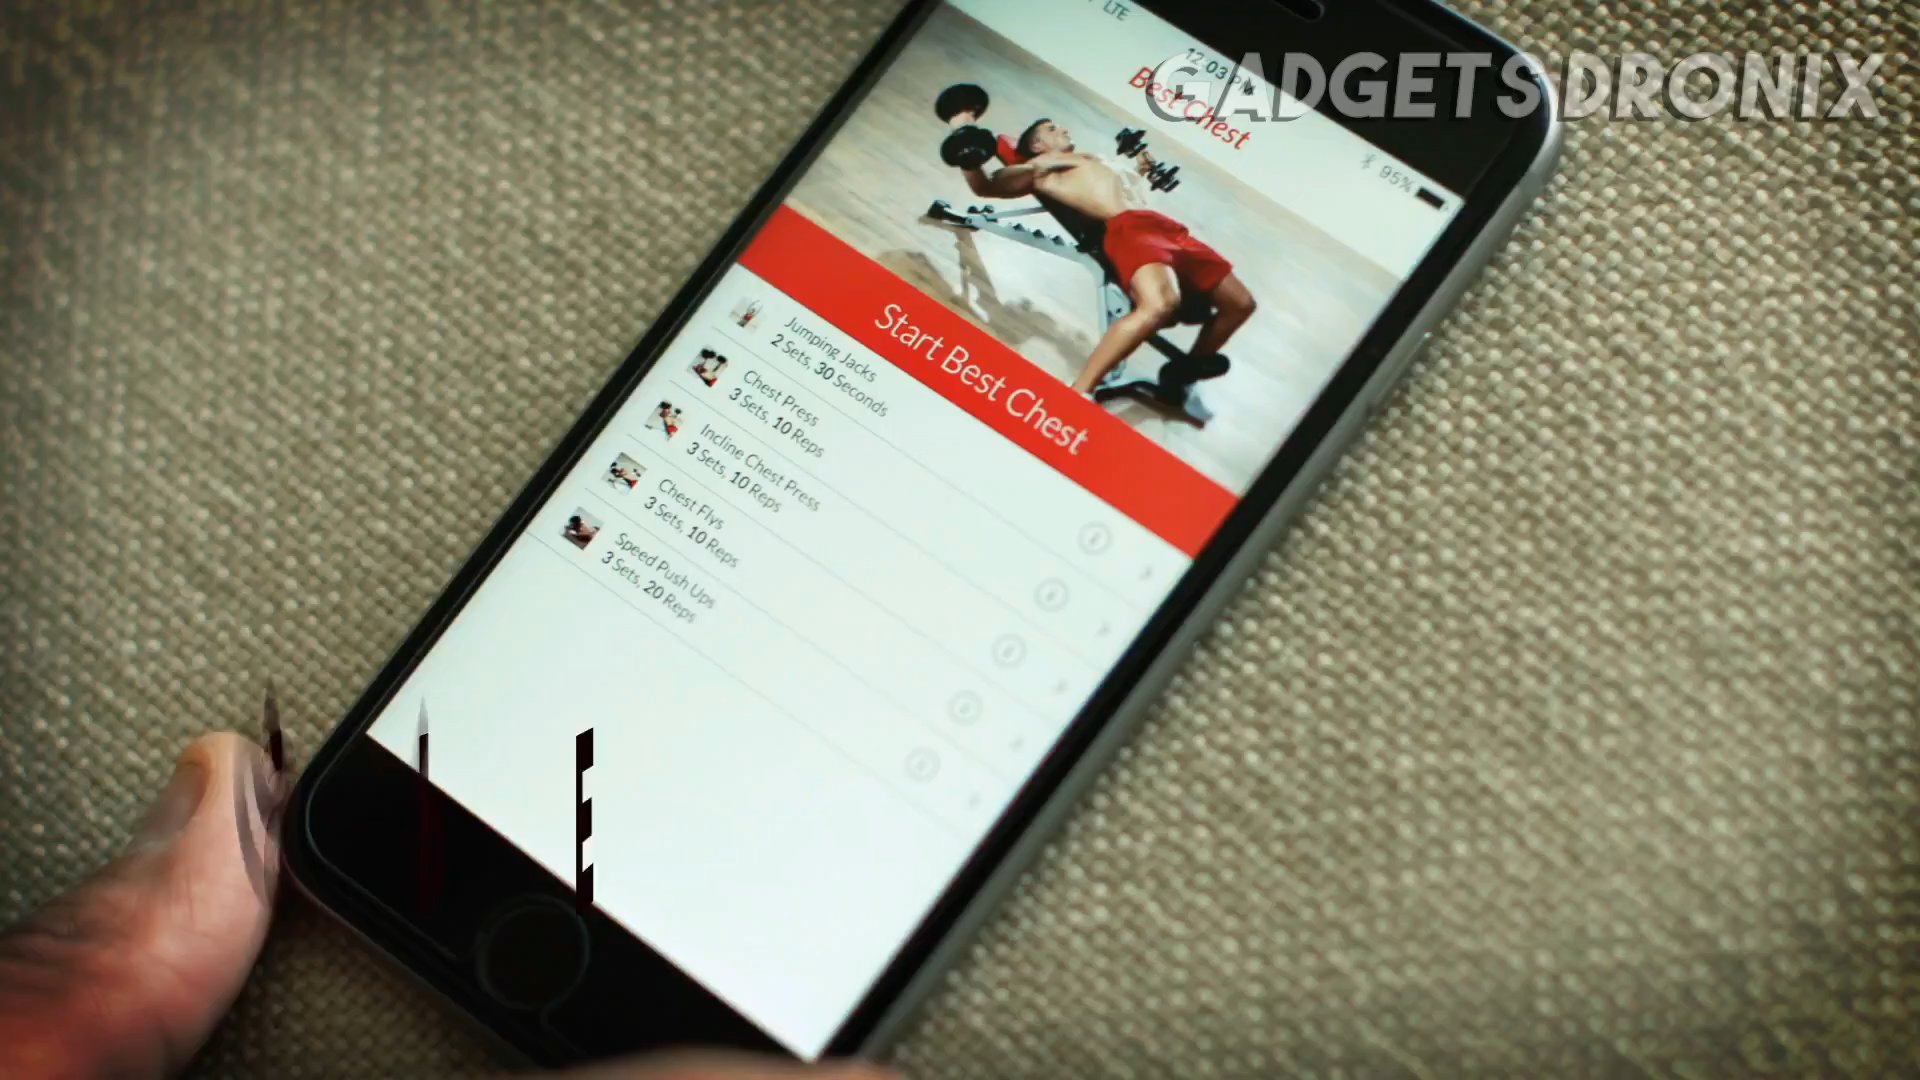 LTE
12:03 PM
GADGETSDRONIX
Best Chest
95%
Start Best Chest
Jumping Jacks
2 Sets, 30 Seconds
Chest Press
3 Sets, 10 Reps
Incline Chest Press
3 Sets, 10 Reps
Chest Flys
3 Sets, 10 Reps
Speed Push Ups
3 Sets, 20 Reps